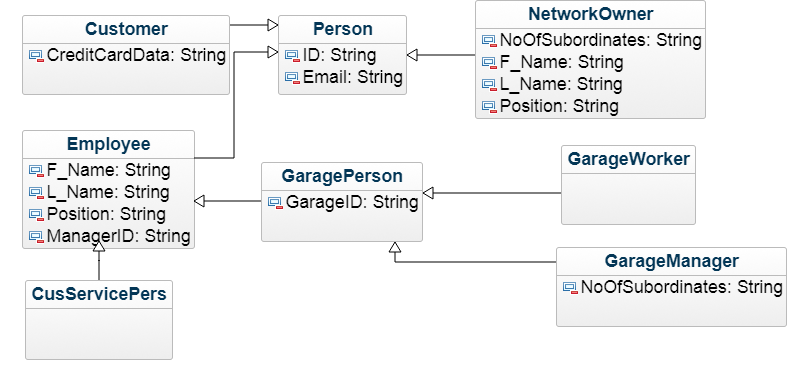 Customer
CreditCardData: String
Person
ID: String
Email: String
NetworkOwner
NoOfSubordinates: String
F_Name: String
L_Name: String
Position: String
Employee
F_Name: String
L_Name: String
Position: String
ManagerID: String
GaragePerson
GarageID: String
GarageWorker
GarageManager
NoOfSubordinates: String
CusServicePers